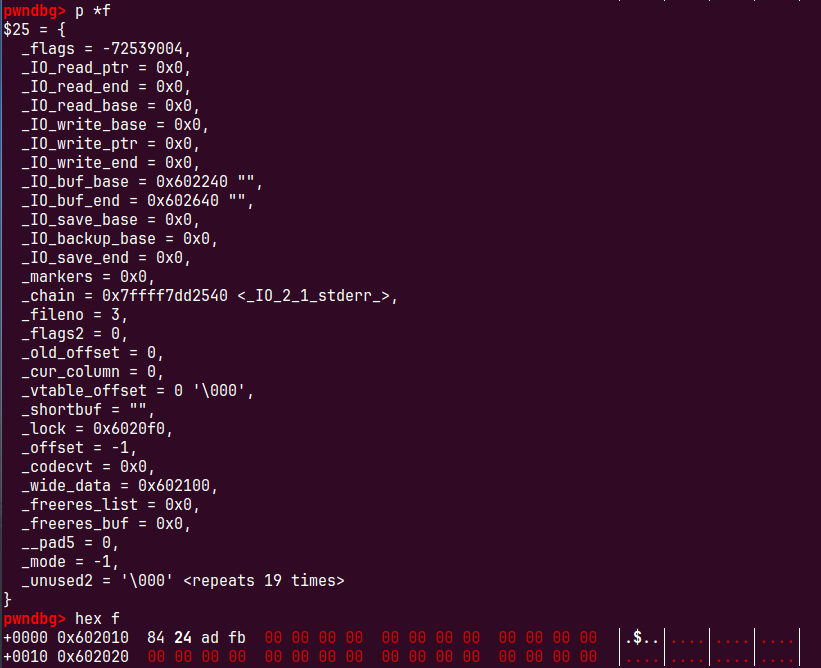 pwndbg> p *f
$25 = {
  _flags = -72539004,
  _IO_read_ptr = 0x0,
  _IO_read_end = 0x0,
  _IO_read_base = 0x0,
  _IO_write_base = 0x0,
  _IO_write_ptr = 0x0,
  _IO_write_end = 0x0,
  _IO_buf_base = 0x602240 "",
  _IO_buf_end = 0x602640 "",
  _IO_save_base = 0x0,
  _IO_backup_base = 0x0,
  _IO_save_end = 0x0,
  _markers = 0x0,
  _chain = 0x7ffff7dd2540 <_IO_2_1_stderr_>,
  _fileno = 3,
  _flags2 = 0,
  _old_offset = 0,
  _cur_column = 0,
  _vtable_offset = 0 '\000',
  _shortbuf = "",
  _lock = 0x6020f0,
  _offset = -1,
  _codecvt = 0x0,
  _wide_data = 0x602100,
  _freeres_list = 0x0,
  _freeres_buf = 0x0,
  __pad5 = 0,
  _mode = -1,
  _unused2 = '\000' <repeats 19 times>
}
pwndbg> hex f
+0000 0x602010  84 24 ad fb  00 00 00 00  00 00 00 00  00 00 00 00  │.$..│....│....│....│
+0010 0x602020  00 00 00 00  00 00 00 00  00 00 00 00  00 00 00 00  │....│....│....│....│